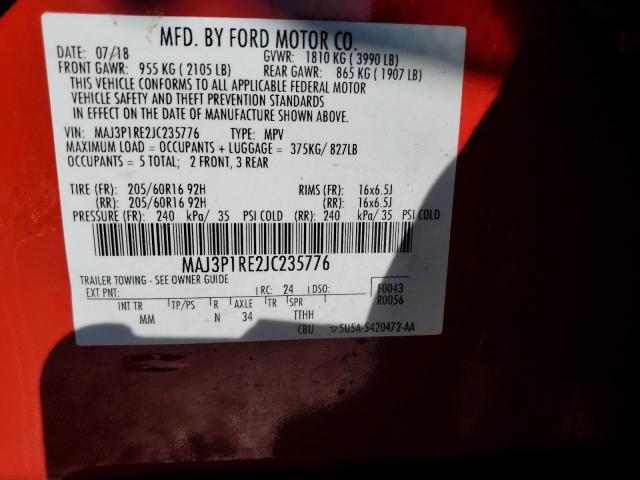 MFD. BY FORD MOTOR CO.
DATE: 07/18 GVWR: 1810 KG ( 3990 LB)
FRONT GAWR: 955 KG ( 2105 LB) REAR GAWR: 865 KG ( 1907 LB)
THIS VEHICLE CONFORMS TO ALL APPLICABLE FEDERAL MOTOR
VEHICLE SAFETY AND THEFT PREVENTION STANDARDS
IN EFFECT ON THE DATE OF MANUFACTURE SHOWN ABOVE.
VIN: MAJ3P1RE2JC235776 TYPE: MPV
MAXIMUM LOAD = OCCUPANTS + LUGGAGE = 375KG/ 827LB
OCCUPANTS = 5 TOTAL; 2 FRONT, 3 REAR
TIRE (FR): 205/60R16 92H RIMS (FR): 16x6.5J
(RR): 205/60R16 92H (RR): 16x6.5J
PRESSURE (FR): 240 kPa/ 35 PSI COLD (RR): 240 kPa/ 35 PSI COLD
MAJ3P1RE2JC235776
TRAILER TOWING - SEE OWNER GUIDE
EXT PNT: RC: 24 DSO: F0043
R0056
INT TR TP/PS R AXLE TR SPR
MM N 34 TTHH
CBU 5U5A-5420472-AA